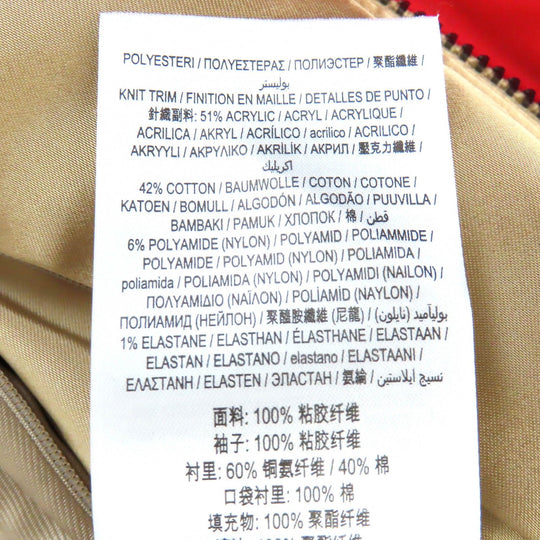 POLYESTERI / ΠΟΛΥΕΣΤΕΡΑΣ / ПОЛИЭСТЕР / 聚酯纖維 /
بوليستر
KNIT TRIM / FINITION EN MAILLE / DETALLES DE PUNTO /
針織副料: 51% ACRYLIC / ACRYL / ACRYLIQUE /
ACRILICA / AKRYL / ACRÍLICO / acrilico / ACRILICO /
AKRYYLI / ΑΚΡΥΛΙΚΟ / AKRİLİK / АКРИЛ / 壓克力纖維 /
اكريليك
42% COTTON / BAUMWOLLE / COTON / COTONE /
KATOEN / BOMULL / ALGODÓN / ALGODÃO / PUUVILLA /
BAMBAKI / PAMUK / ХЛОПОК / 棉 / قطن
6% POLYAMIDE (NYLON) / POLYAMID / POLIAMMIDE /
POLYAMIDE / POLYAMID / POLIAMIDA /
poliamida / POLIAMIDA (NYLON) / POLYAMIDI (NAILON) /
ΠΟΛΥΑΜΙΔΙΟ (ΝΑΪΛΟΝ) / POLİAMİD (NAYLON) /
ПОЛИАМИД (НЕЙЛОН) / 聚醯胺纖維 (尼龍) / بوليأميد (نايلون)
1% ELASTANE / ELASTHAN / ÉLASTHANE / ELASTAAN /
ELASTAN / ELASTANO / elastano / ELASTAANI /
ΕΛΑΣΤΑΝΗ / ELASTEN / ЭЛАСТАН / 氨綸 / نسيج ايلاستين
面料: 100% 粘胶纤维
袖子: 100% 粘胶纤维
衬里: 60% 铜氨纤维 / 40% 棉
口袋衬里: 100% 棉
填充物: 100% 聚酯纤维